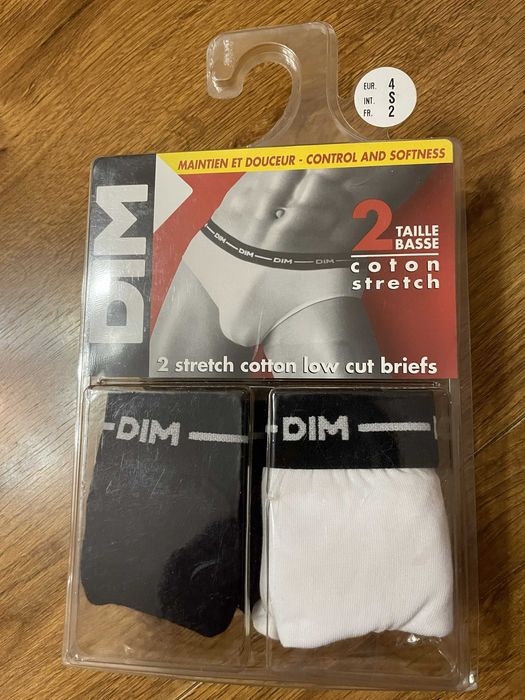 EUR. 4
INT. S
FR. 2
MAINTIEN ET DOUCEUR - CONTROL AND SOFTNESS
DIM
DIM DIM DIM
2 TAILLE
BASSE
coton
stretch
2 stretch cotton low cut briefs
DIM
DIM